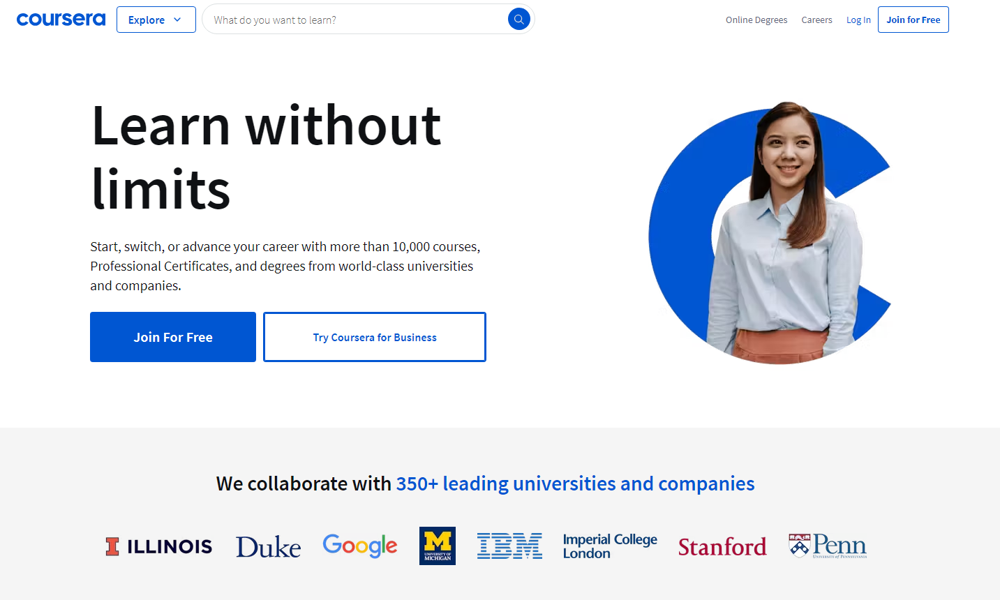 coursera
Explore
What do you want to learn?
Online Degrees
Careers
Log In
Join for Free
Learn without
limits
Start, switch, or advance your career with more than 10,000 courses,
Professional Certificates, and degrees from world-class universities
and companies.
Join For Free
Try Coursera for Business
We collaborate with 350+ leading universities and companies
I ILLINOIS
Duke
Google
M
UNIVERSITY OF
MICHIGAN
IBM
Imperial College
London
Stanford
Penn
UNIVERSITY OF PENNSYLVANIA